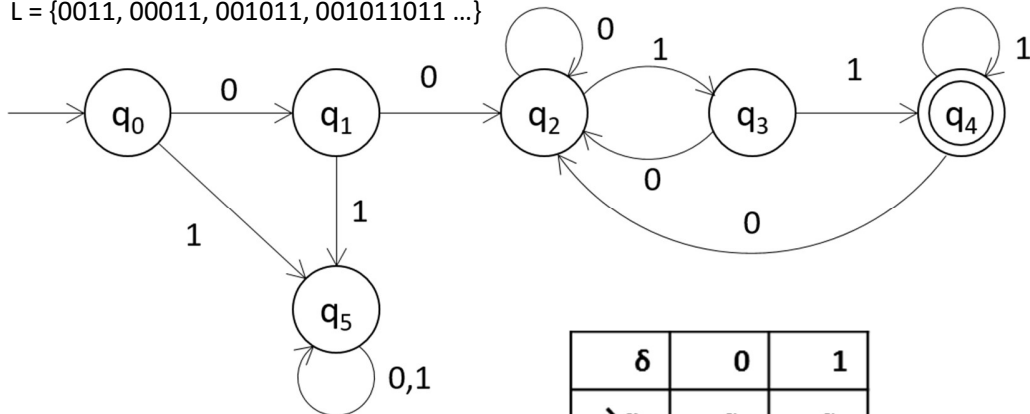 L = {0011, 00011, 001011, 001011011 ...}
0
1
1
0
0
1
q₀
q₁
q₂
q₃
q₄
1
1
0
0
q₅
0,1
δ 0 1